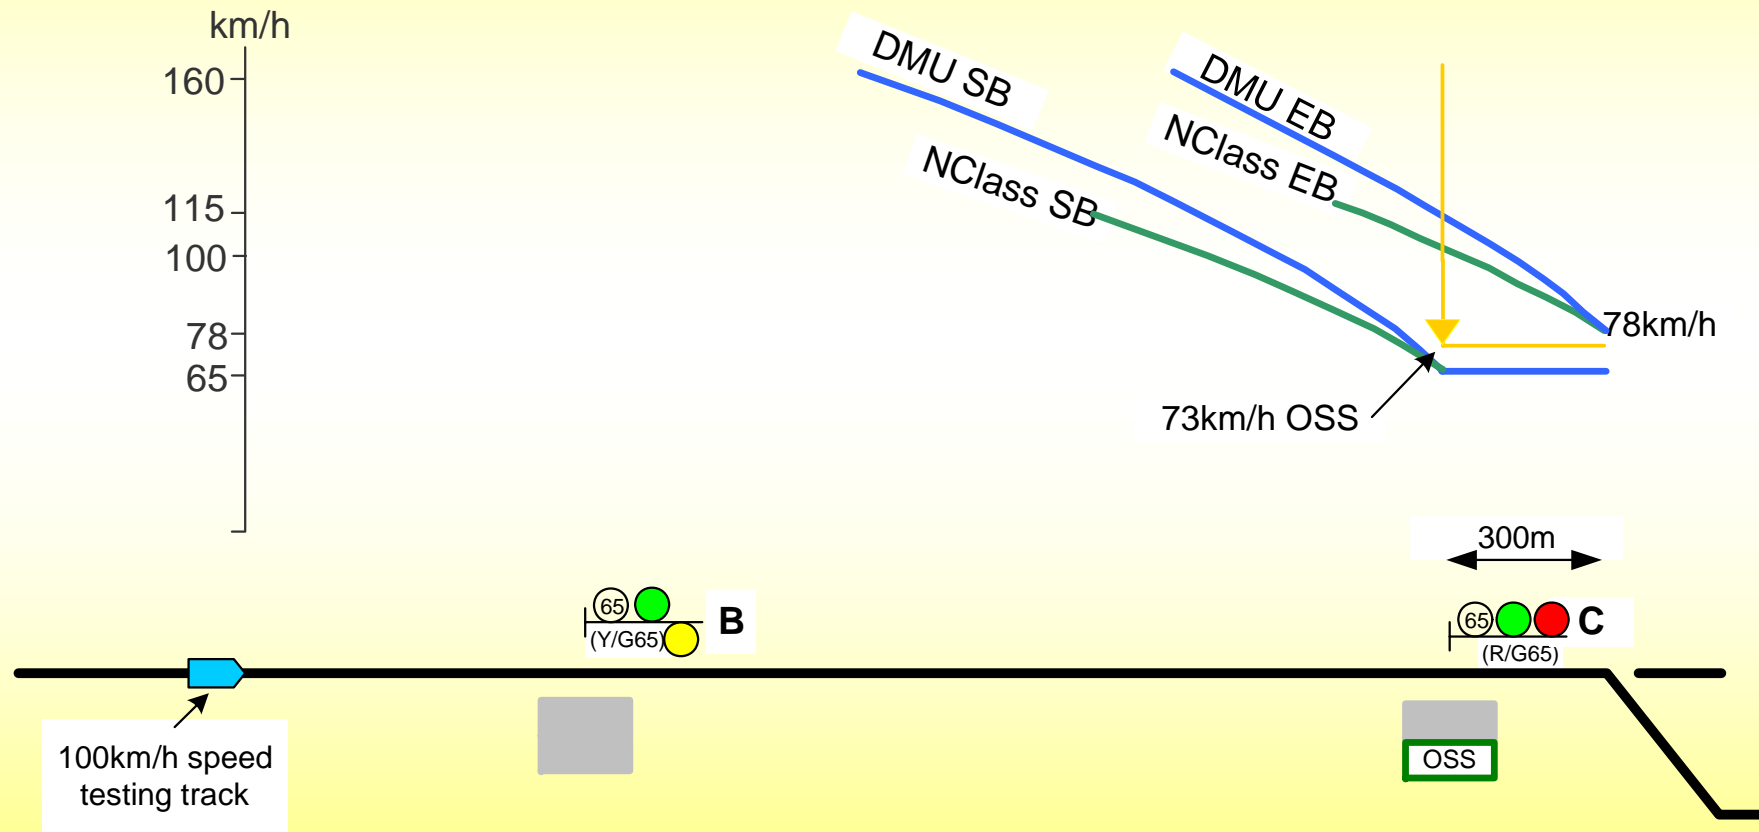 km/h
160
115
100
78
65
DMU SB
NClass SB
DMU EB
NClass EB
78km/h
73km/h OSS
300m
65
B
(Y/G65)
65
C
(R/G65)
OSS
100km/h speed
testing track